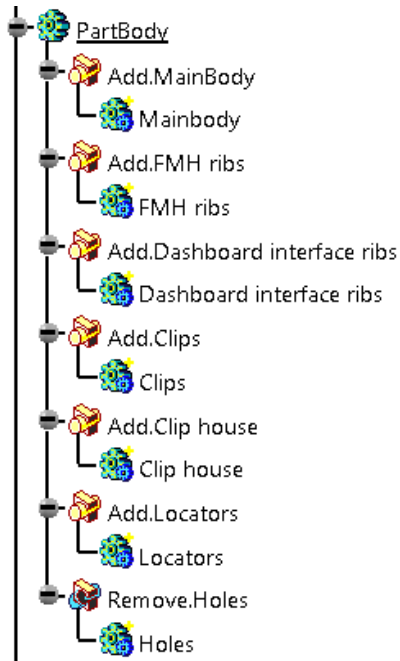 PartBody
Add.MainBody
Mainbody
Add.FMH ribs
FMH ribs
Add.Dashboard interface ribs
Dashboard interface ribs
Add.Clips
Clips
Add.Clip house
Clip house
Add.Locators
Locators
Remove.Holes
Holes